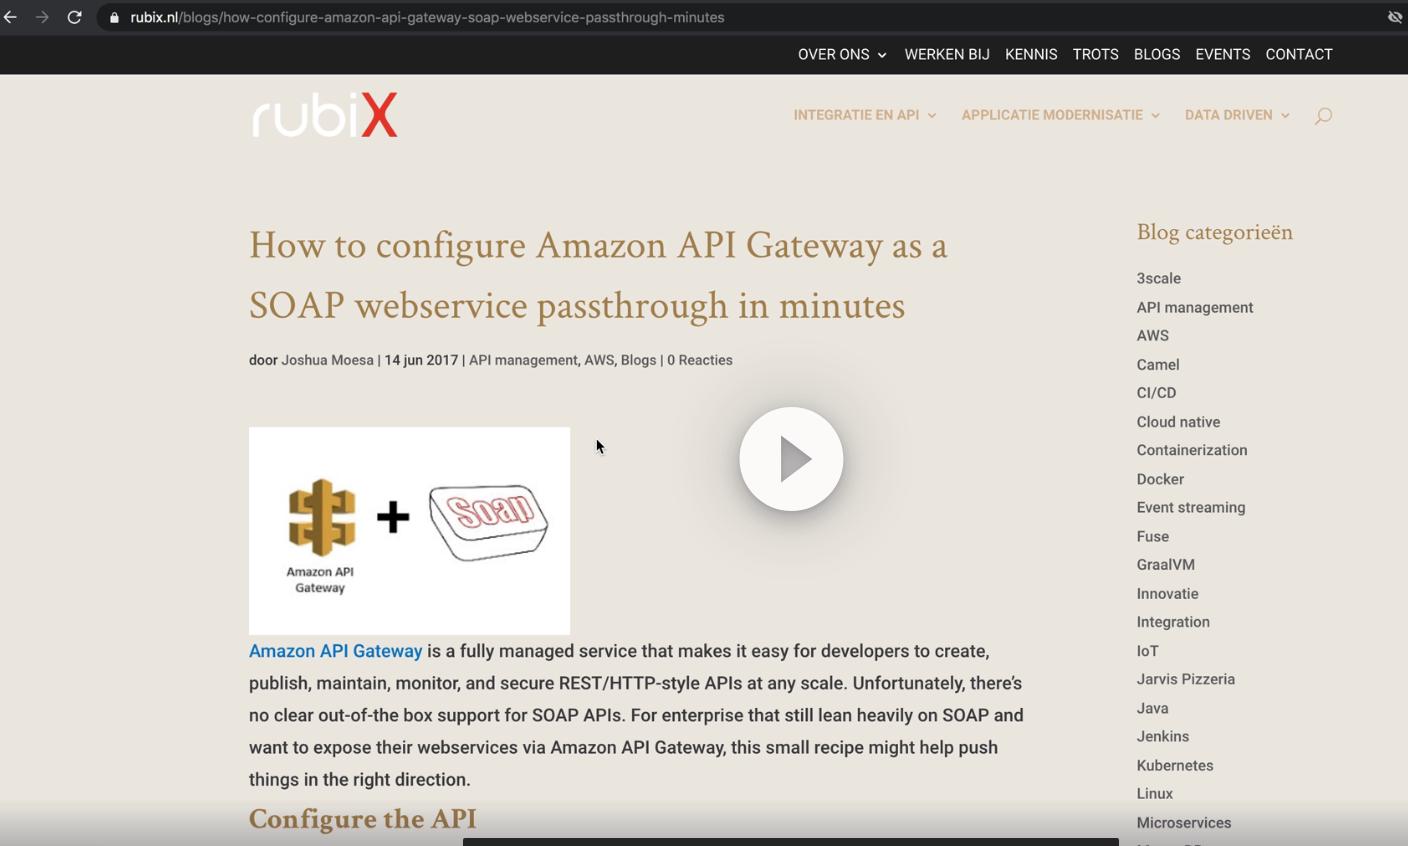 rubix.nl/blogs/how-configure-amazon-api-gateway-soap-webservice-passthrough-minutes
OVER ONS WERKEN BIJ KENNIS TROTS BLOGS EVENTS CONTACT
rubiX
INTEGRATIE EN API APPLICATIE MODERNISATIE DATA DRIVEN
How to configure Amazon API Gateway as a
SOAP webservice passthrough in minutes
door Joshua Moesa | 14 jun 2017 | API management, AWS, Blogs | 0 Reacties
+
Soap
Amazon API
Gateway
Amazon API Gateway is a fully managed service that makes it easy for developers to create,
publish, maintain, monitor, and secure REST/HTTP-style APIs at any scale. Unfortunately, there’s
no clear out-of-the box support for SOAP APIs. For enterprise that still lean heavily on SOAP and
want to expose their webservices via Amazon API Gateway, this small recipe might help push
things in the right direction.
Configure the API
Blog categorieën
3scale
API management
AWS
Camel
CI/CD
Cloud native
Containerization
Docker
Event streaming
Fuse
GraalVM
Innovatie
Integration
IoT
Jarvis Pizzeria
Java
Jenkins
Kubernetes
Linux
Microservices